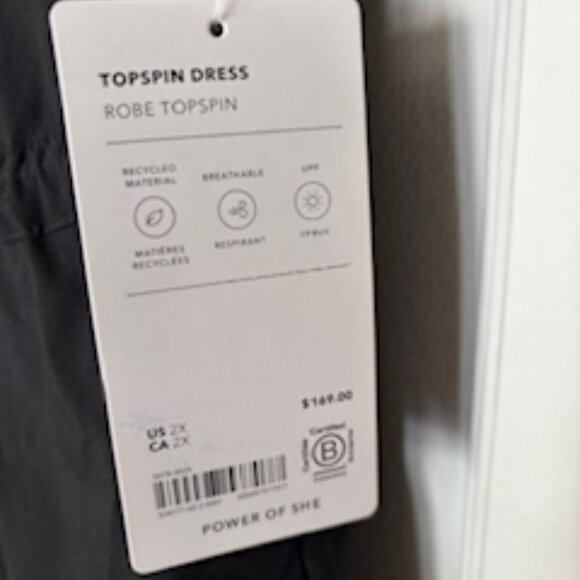 TOPSPIN DRESS
ROBE TOPSPIN
RECYCLED
MATERIAL
BREATHABLE
UPF
MATIÈRES
RECYCLÉES
RESPIRANT
FPSUV
$169.00
US 2X
CA 2X
Certified
B
POWER OF SHE